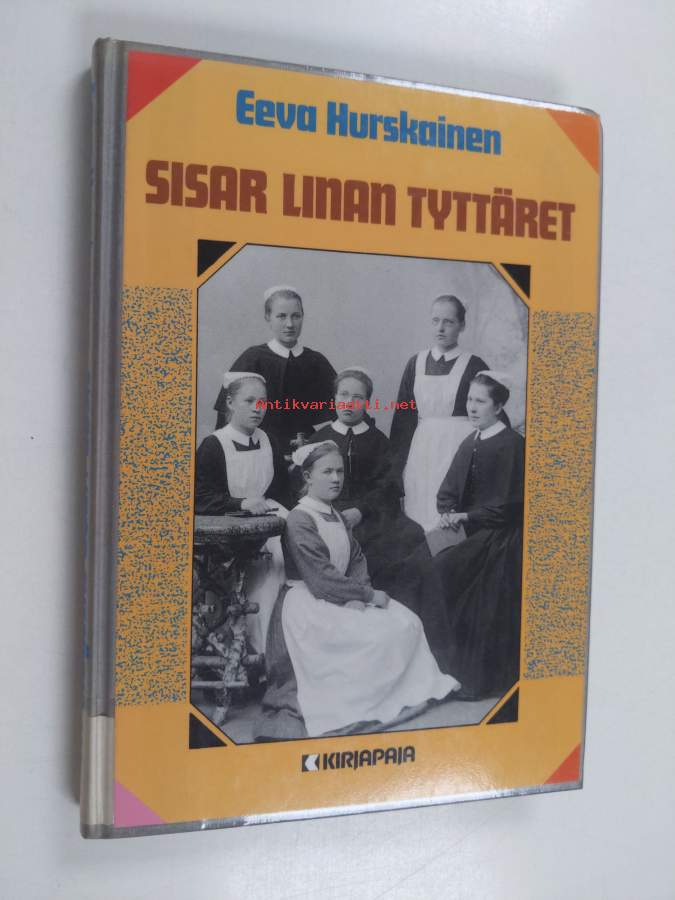 Eeva Hurskainen
SISAR LINAN TYTTÄRET
Antikvariaatti.net
KIRJAPAJA